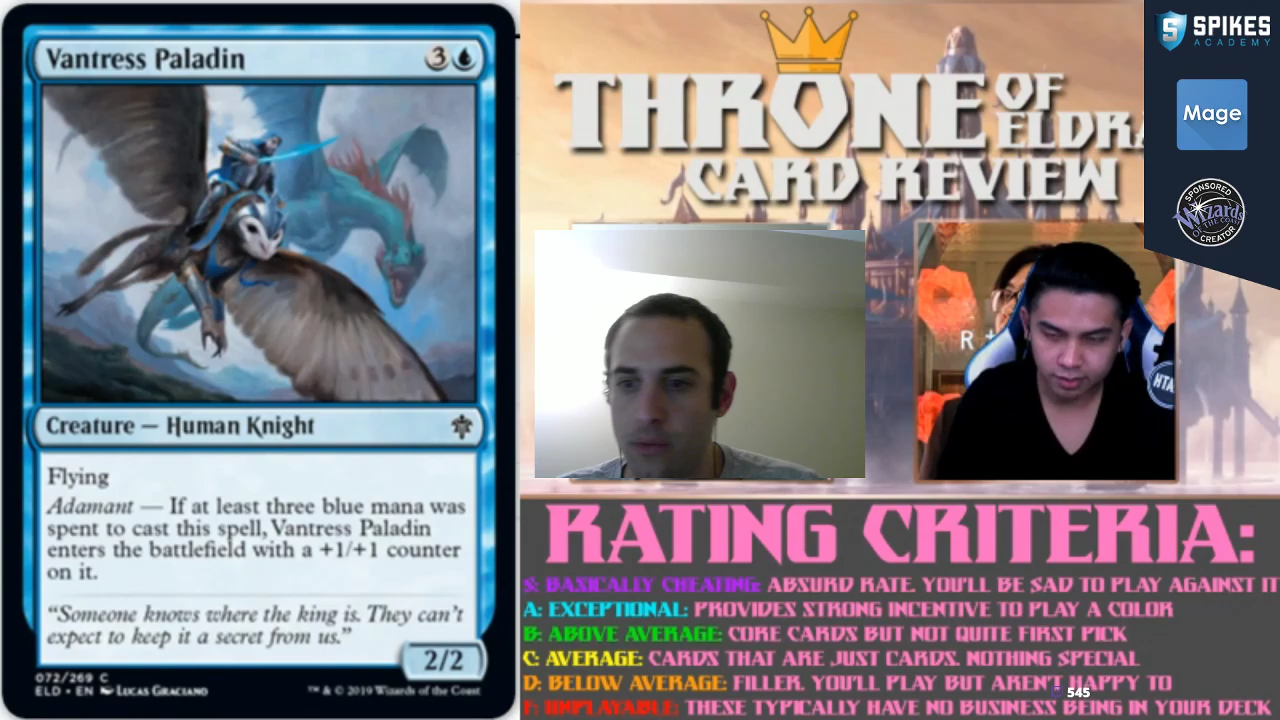 Vantress Paladin
3
Creature — Human Knight
Flying
Adamant — If at least three blue mana was
spent to cast this spell, Vantress Paladin
enters the battlefield with a +1/+1 counter
on it.
“Someone knows where the king is. They can’t
expect to keep it a secret from us.”
2/2
072/269 C
ELD • EN LUCAS GRACIANO
™ & © 2019 Wizards of the Coast
THRONE OF
ELDRA
CARD REVIEW
S SPIKES
ACADEMY
Mage
SPONSORED
Wizards
OF THE COAST
CREATOR
R +
HTA
RATING CRITERIA:
S: BASICALLY CHEATING: ABSURD RATE. YOU'LL BE SAD TO PLAY AGAINST IT
A: EXCEPTIONAL: PROVIDES STRONG INCENTIVE TO PLAY A COLOR
B: ABOVE AVERAGE: CORE CARDS BUT NOT QUITE FIRST PICK
C: AVERAGE: CARDS THAT ARE JUST CARDS. NOTHING SPECIAL
D: BELOW AVERAGE: FILLER. YOU'LL PLAY BUT AREN'T HAPPY TO
545
F: UNPLAYABLE: THESE TYPICALLY HAVE NO BUSINESS BEING IN YOUR DECK